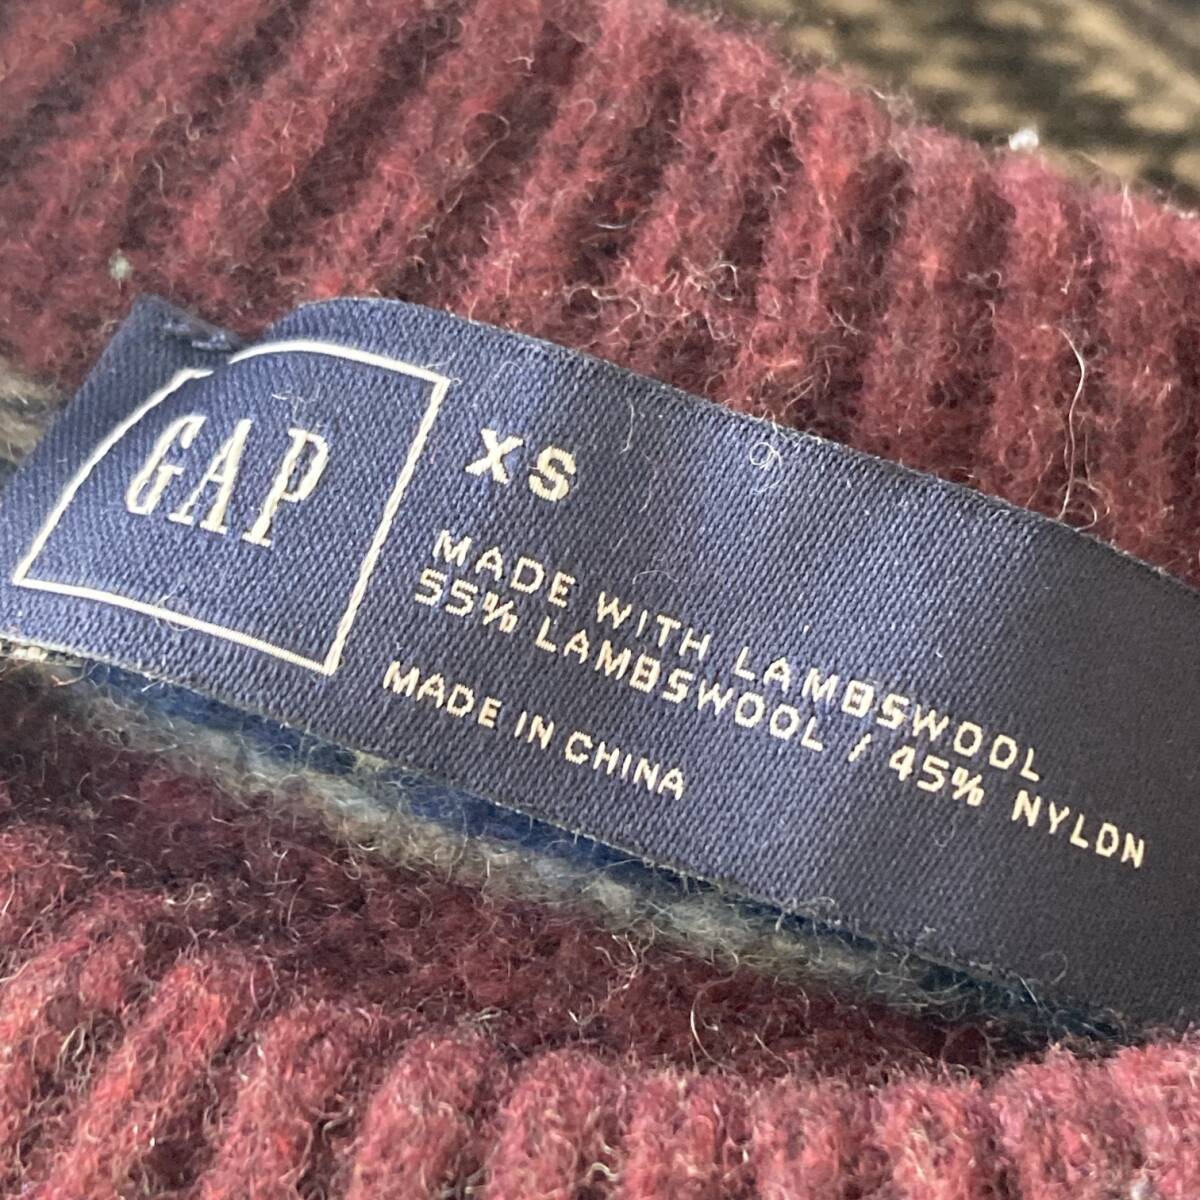 GAP
XS
MADE WITH LAMBSWOOL
55% LAMBSWOOL / 45% NYLON
MADE IN CHINA